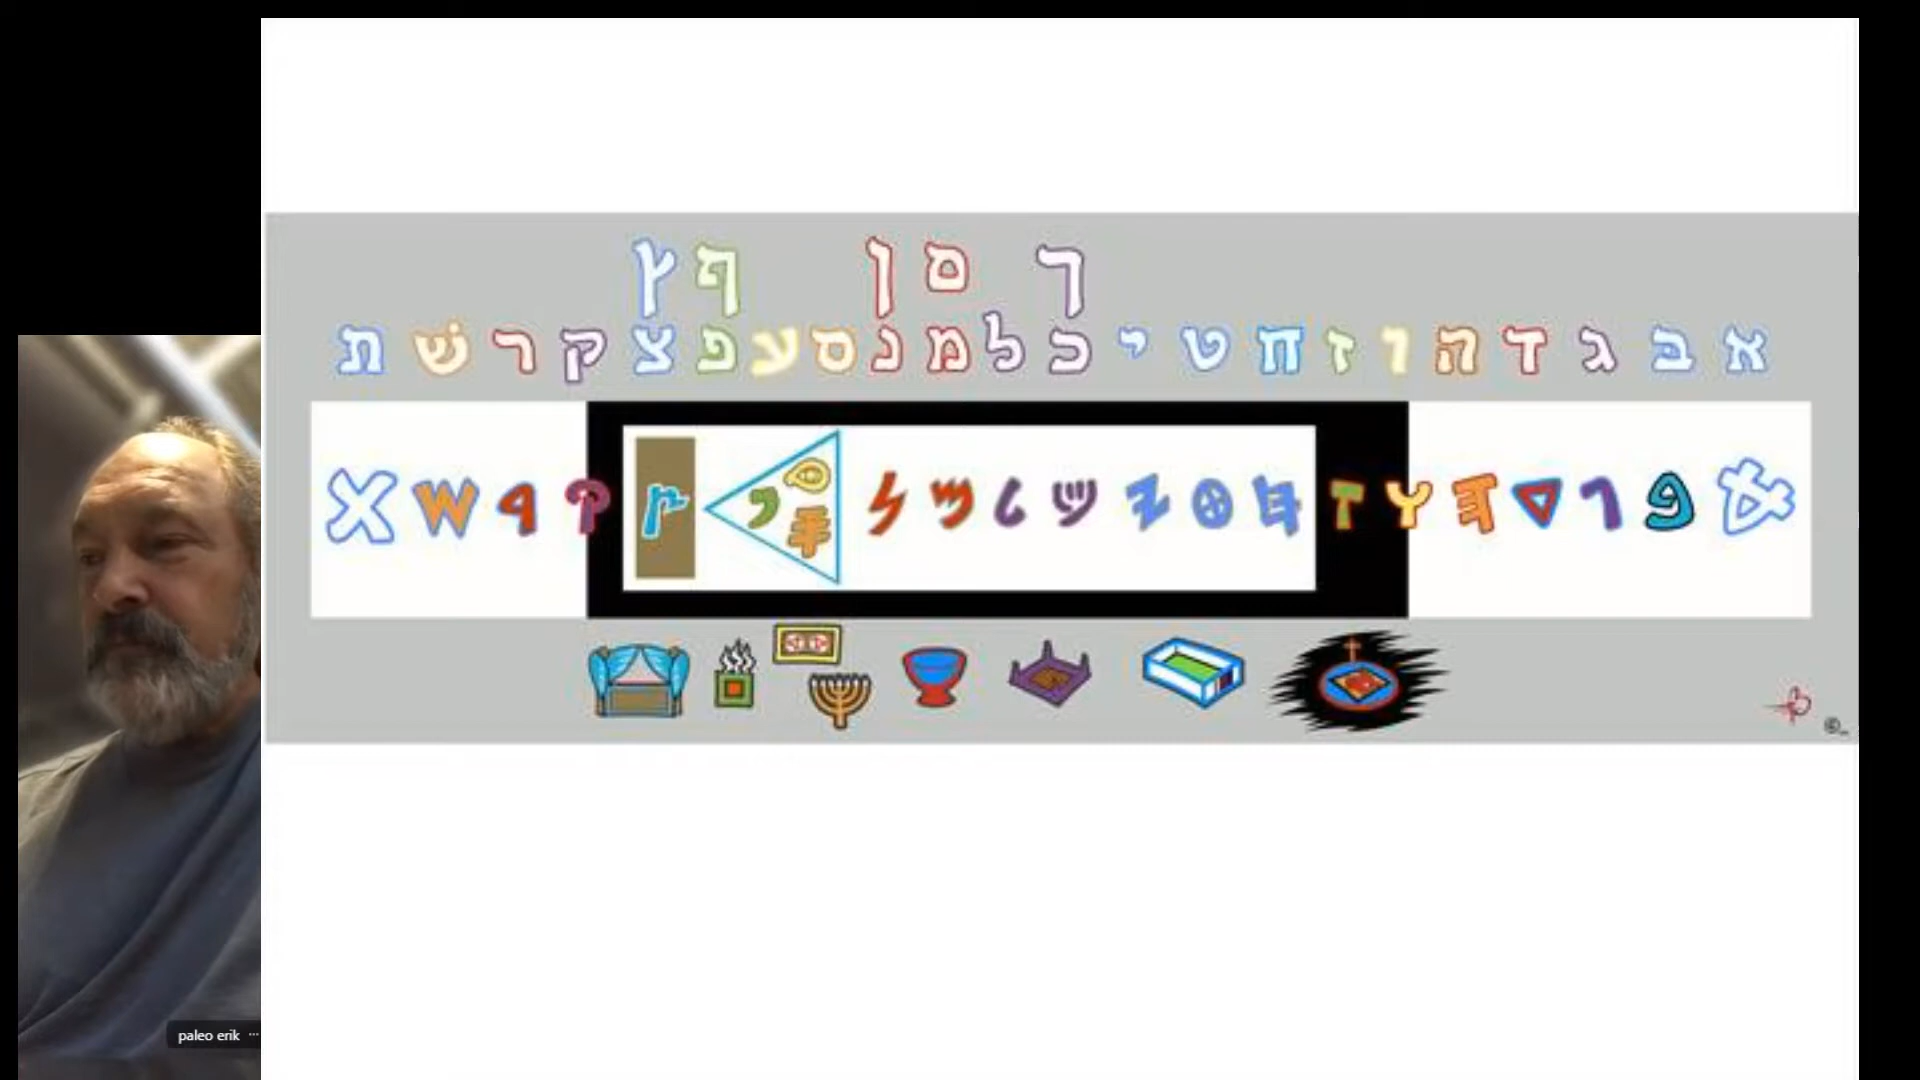 ך ם ן ף ץ
א ב ג ד ה ו ז ח ט י כ ל מ נ ס ע פ צ ק ר שׁ ת
𐤀 𐤁 𐤂 𐤃 𐤄 𐤅 𐤆 𐤇 𐤈 𐤉 𐤊 𐤋 𐤌 𐤍 𐤎 𐤏 𐤐 𐤑 𐤒 𐤓 𐤔 𐤕
©
paleo erik